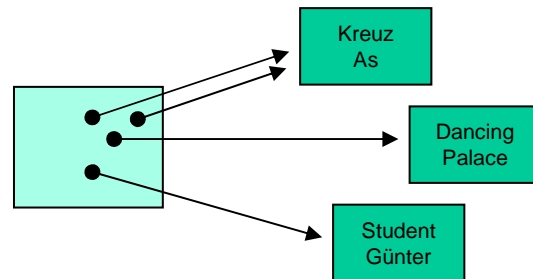 Kreuz
As
Dancing
Palace
Student
Günter